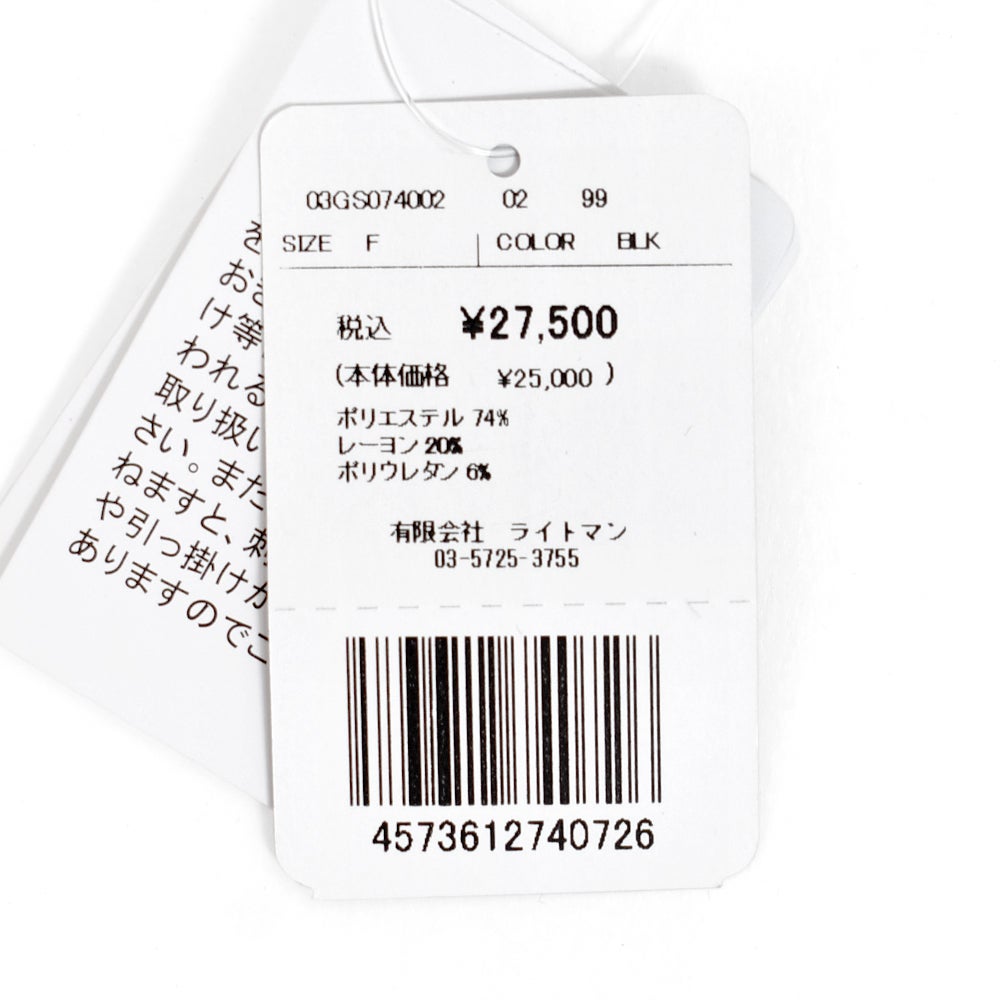 03GS074002 02 99
SIZE F COLOR BLK
税込 ¥27,500
(本体価格 ¥25,000 )
ポリエステル 74%
レーヨン 20%
ポリウレタン 6%
有限会社 ライトマン
03-5725-3755
4573612740726
お
け等
われる
取り扱い
さい。また
ねますと、刺
や引っ掛けが
ありますのでご